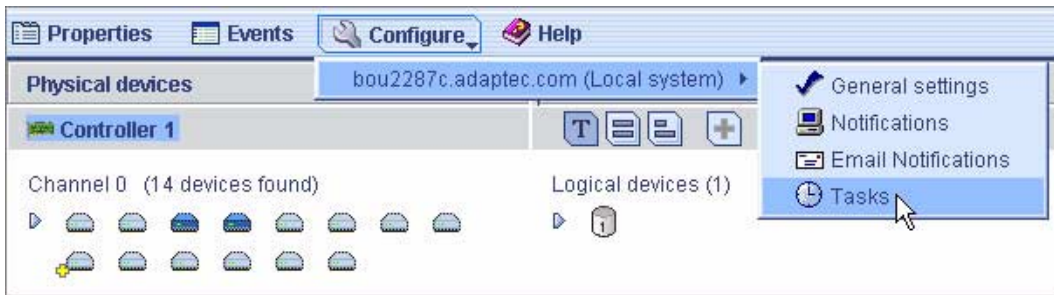 Properties Events Configure Help
Physical devices
bou2287c.adaptec.com (Local system)
General settings
Controller 1
T
Notifications
Email Notifications
Tasks
Channel 0 (14 devices found)
Logical devices (1)
1